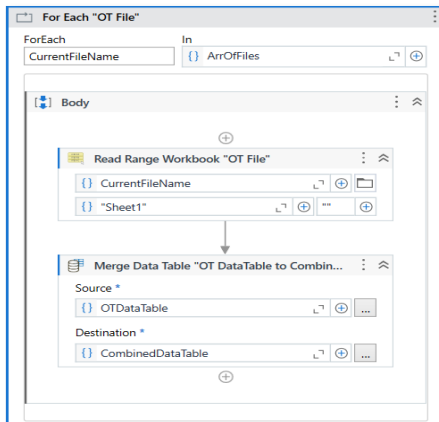 For Each "OT File"
ForEach In
CurrentFileName {} ArrOfFiles
Body
Read Range Workbook "OT File"
{} CurrentFileName
{} "Sheet1" ""
Merge Data Table "OT DataTable to Combin...
Source *
{} OTDataTable ...
Destination *
{} CombinedDataTable ...